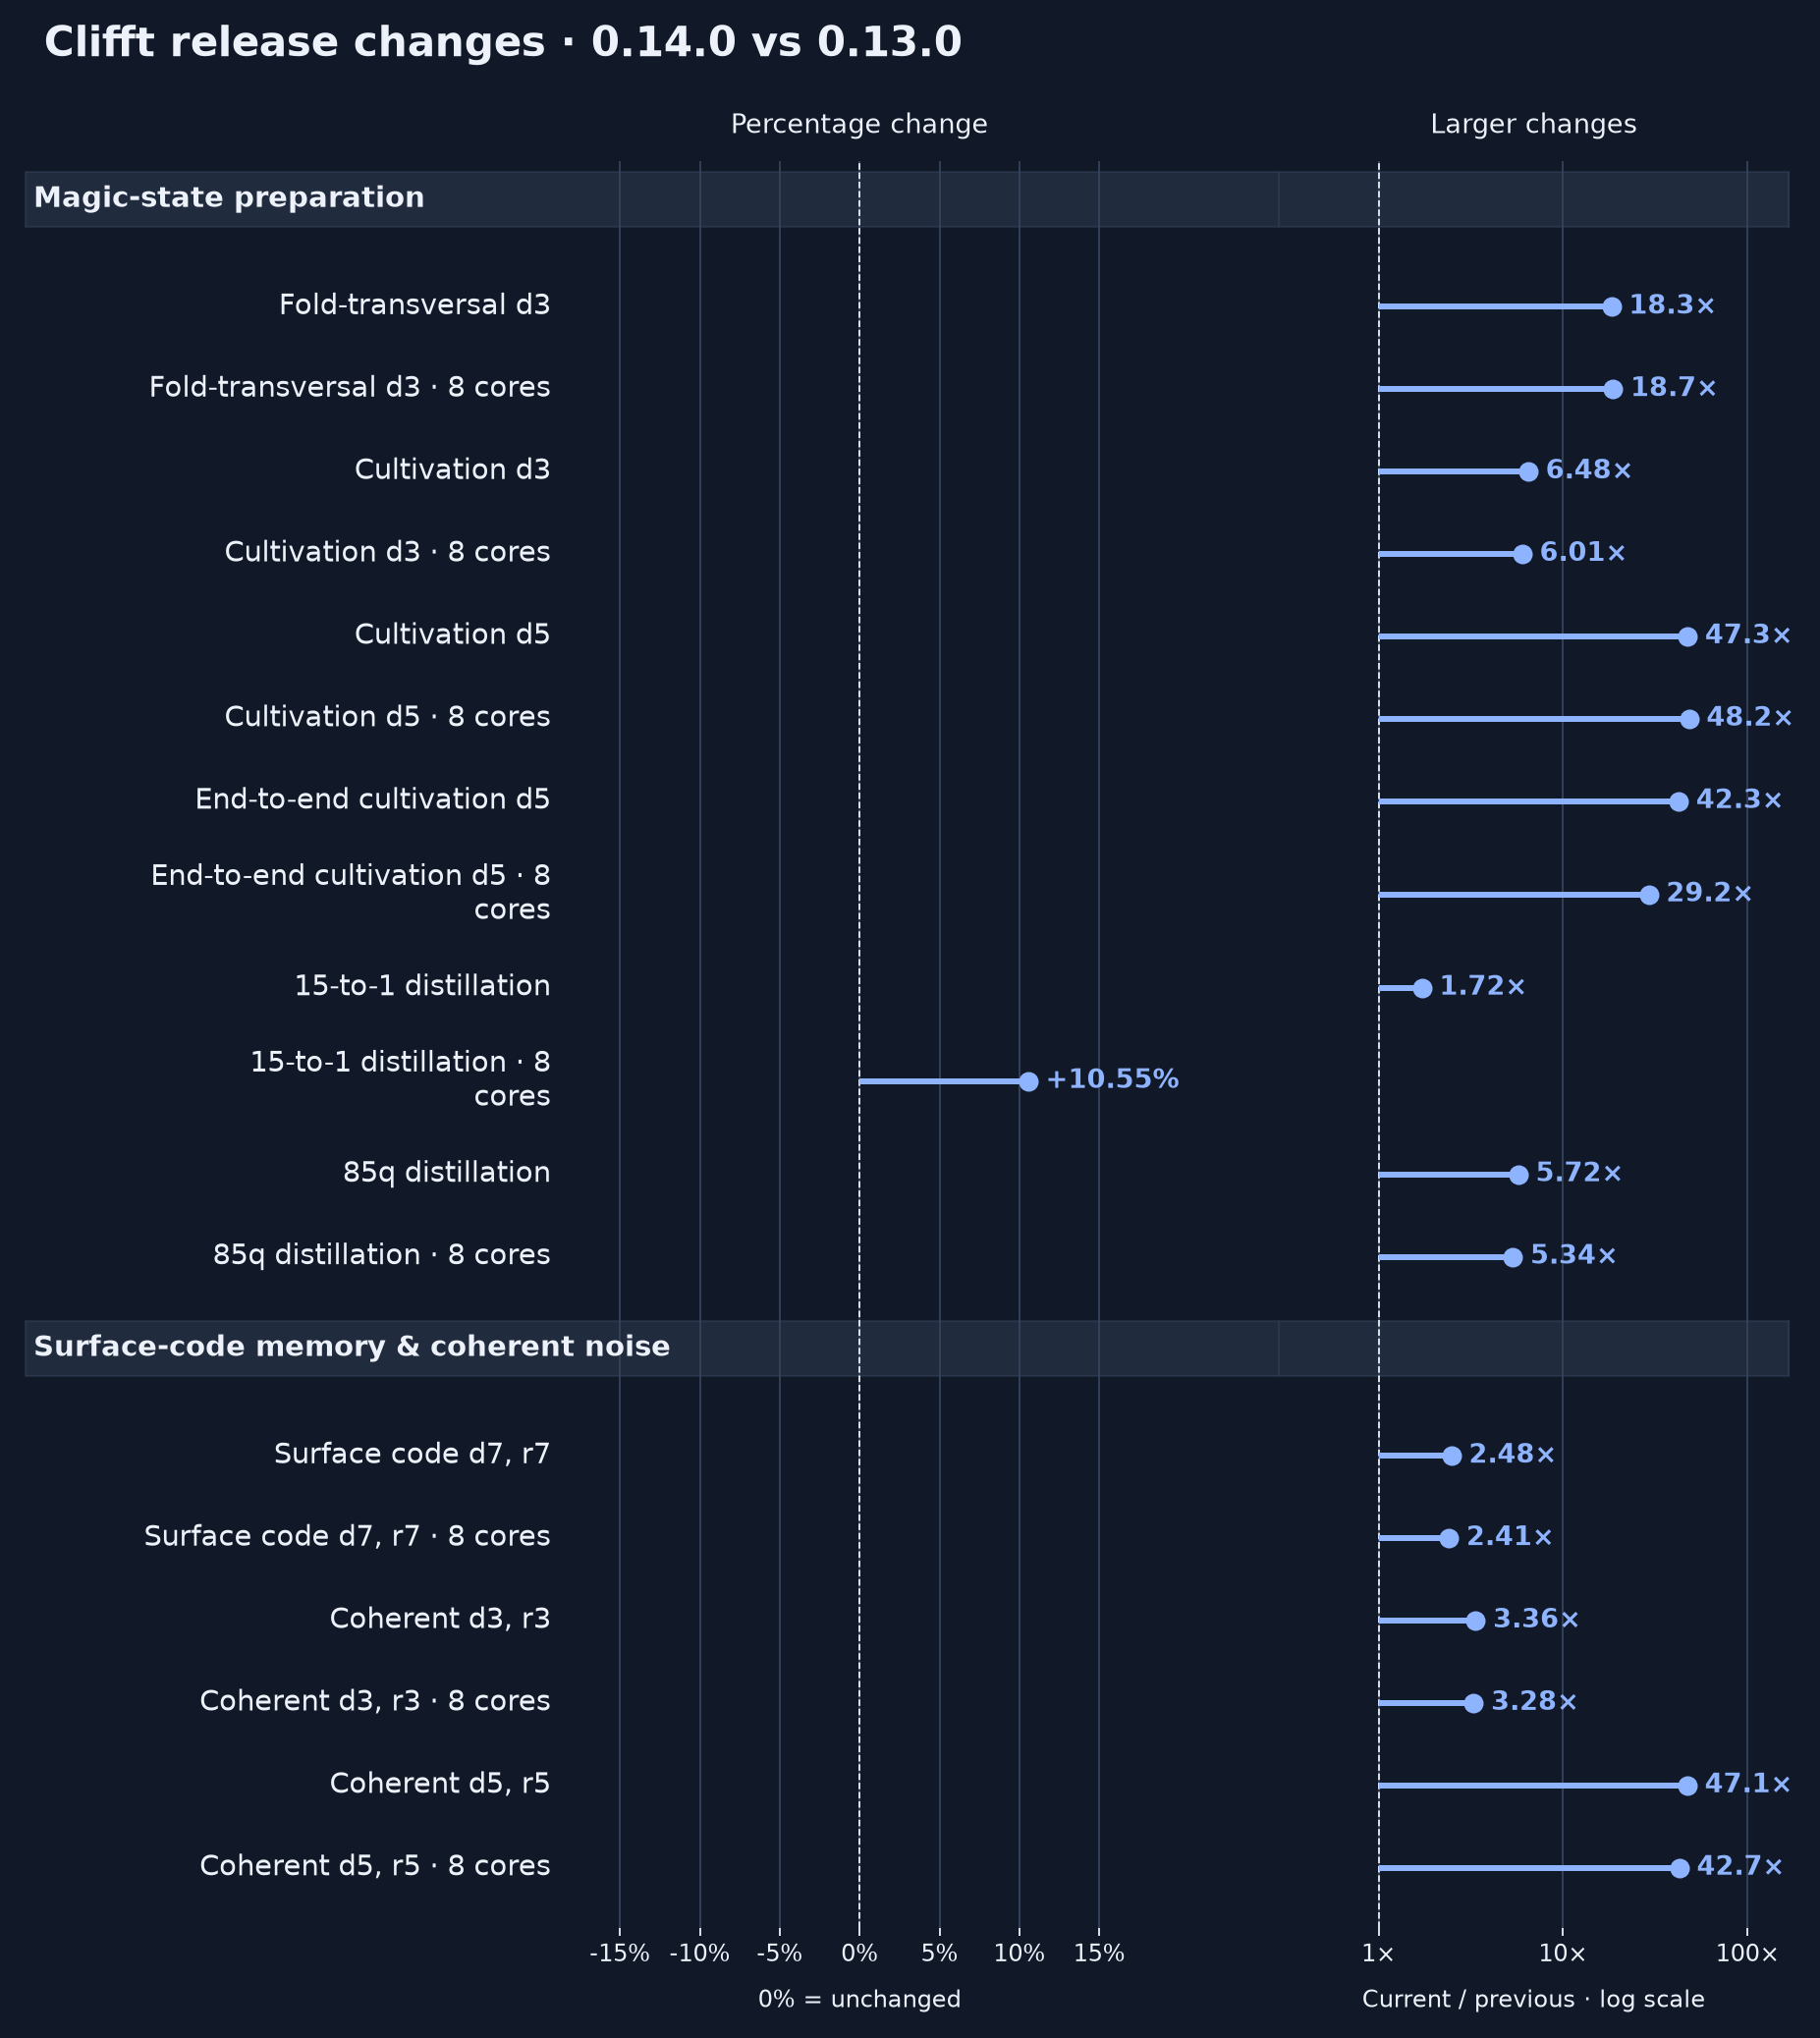 Clifft release changes · 0.14.0 vs 0.13.0
Percentage change
Larger changes
Magic-state preparation
Fold-transversal d3
18.3×
Fold-transversal d3 · 8 cores
18.7×
Cultivation d3
6.48×
Cultivation d3 · 8 cores
6.01×
Cultivation d5
47.3×
Cultivation d5 · 8 cores
48.2×
End-to-end cultivation d5
42.3×
End-to-end cultivation d5 · 8
cores
29.2×
15-to-1 distillation
1.72×
15-to-1 distillation · 8
cores
+10.55%
85q distillation
5.72×
85q distillation · 8 cores
5.34×
Surface-code memory & coherent noise
Surface code d7, r7
2.48×
Surface code d7, r7 · 8 cores
2.41×
Coherent d3, r3
3.36×
Coherent d3, r3 · 8 cores
3.28×
Coherent d5, r5
47.1×
Coherent d5, r5 · 8 cores
42.7×
-15% -10% -5% 0% 5% 10% 15%
1× 10× 100×
0% = unchanged
Current / previous · log scale